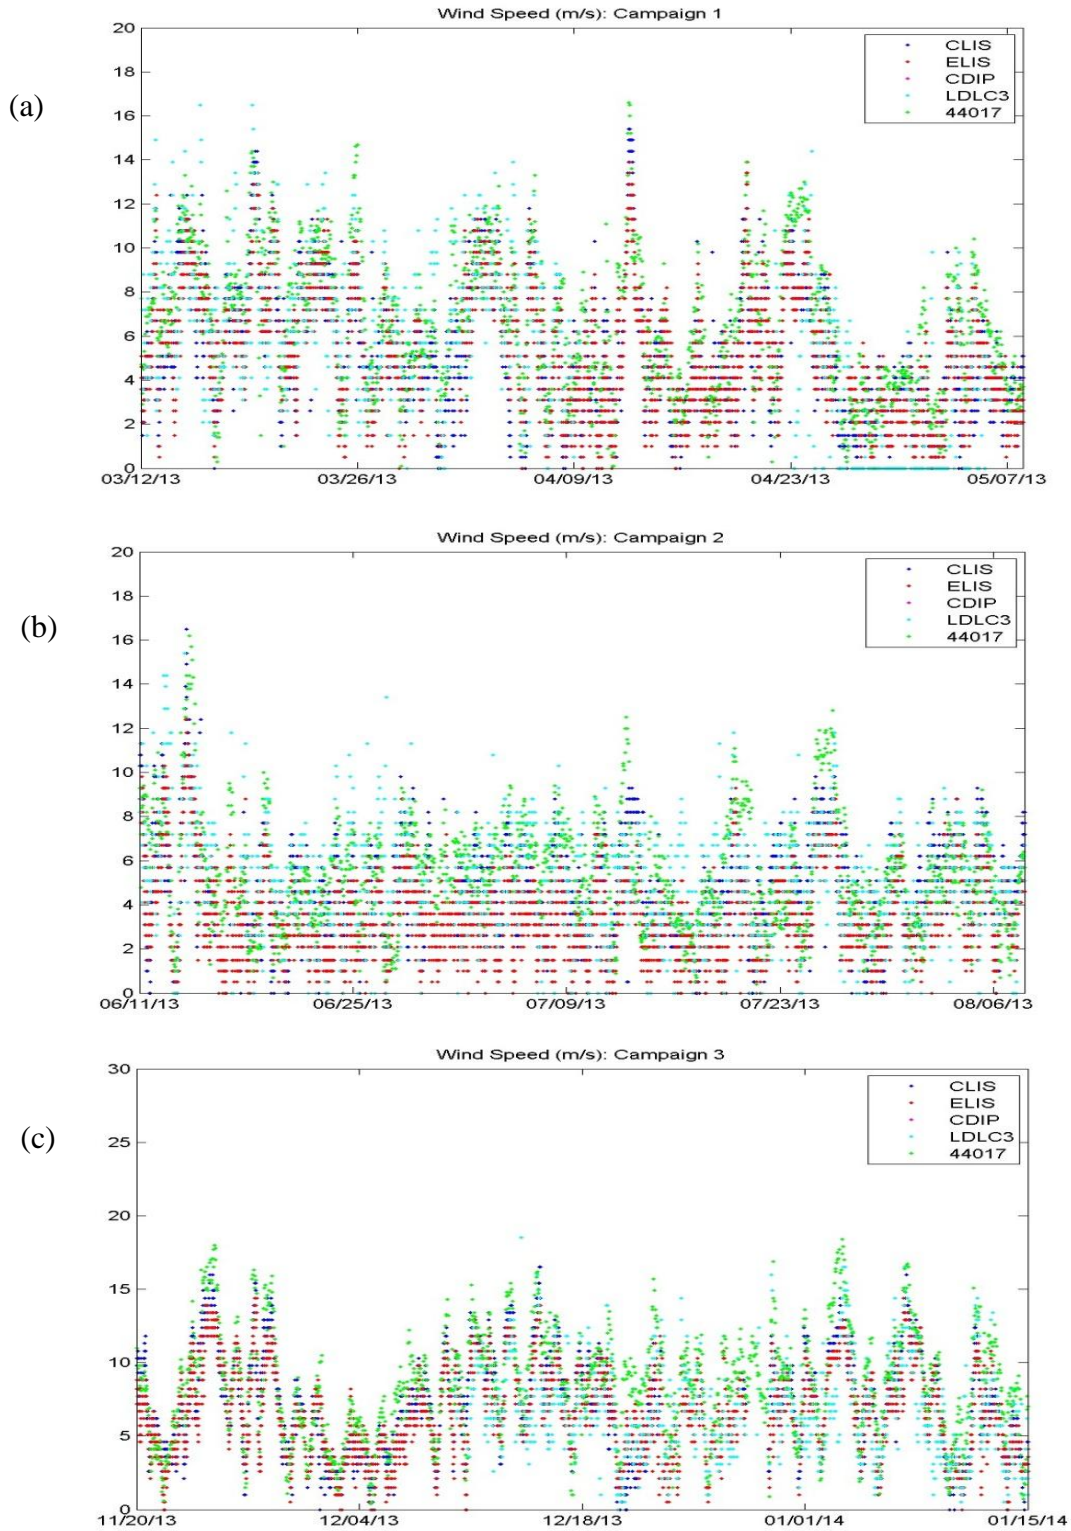 Wind Speed (m/s): Campaign 1
(a)
20
18
16
14
12
10
8
6
4
2
0
CLIS
ELIS
CDIP
LDLC3
44017
03/12/13 03/26/13 04/09/13 04/23/13 05/07/13
Wind Speed (m/s): Campaign 2
(b)
20
18
16
14
12
10
8
6
4
2
0
CLIS
ELIS
CDIP
LDLC3
44017
06/11/13 06/25/13 07/09/13 07/23/13 08/06/13
Wind Speed (m/s): Campaign 3
(c)
30
25
20
15
10
5
0
CLIS
ELIS
CDIP
LDLC3
44017
11/20/13 12/04/13 12/18/13 01/01/14 01/15/14